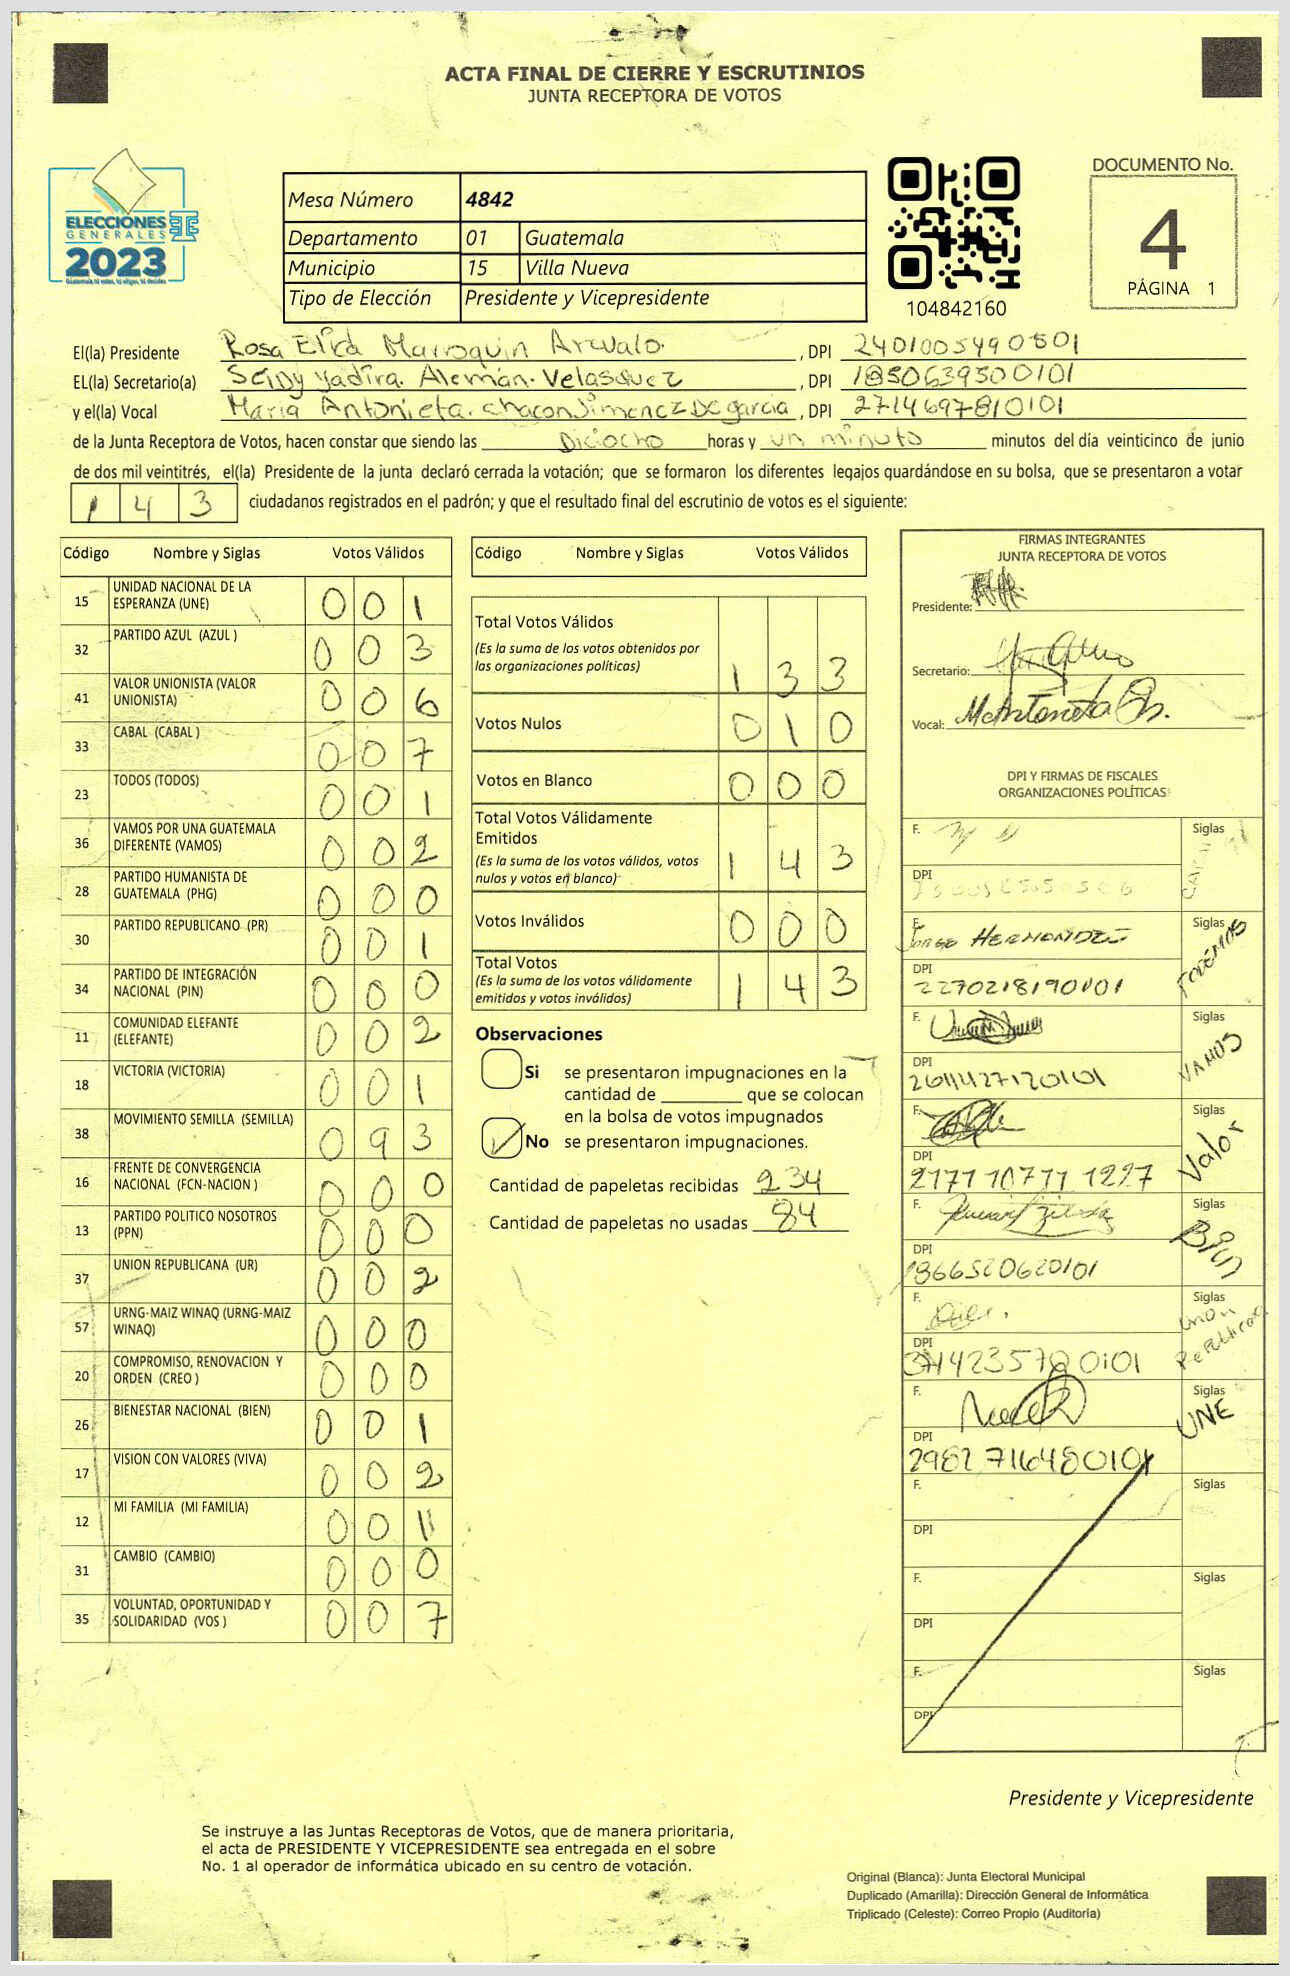 ACTA FINAL DE CIERRE Y ESCRUTINIOS
JUNTA RECEPTORA DE VOTOS
ELECCIONES
GENERALES
2023
Mesa Número 4842
Departamento 01 Guatemala
Municipio 15 Villa Nueva
Tipo de Elección Presidente y Vicepresidente
104842160
DOCUMENTO No.
4
PÁGINA 1
El(la) Presidente Rosa Elida Marroquin Arevalo , DPI
EL(la) Secretario(a) Seidy Yadira Alemán Velasquez , DPI 1850639500101
y el(la) Vocal Maria Antonieta chacon Jimenez De garcia , DPI 2714697810101
de la Junta Receptora de Votos, hacen constar que siendo las Diciocho horas y un minuto minutos del día veinticinco de junio
de dos mil veintitrés, el(la) Presidente de la junta declaró cerrada la votación; que se formaron los diferentes legajos quardándose en su bolsa, que se presentaron a votar
1 4 3 ciudadanos registrados en el padrón; y que el resultado final del escrutinio de votos es el siguiente:
Código Nombre y Siglas Votos Válidos
15 UNIDAD NACIONAL DE LA ESPERANZA (UNE) 0 0 1
32 PARTIDO AZUL (AZUL ) 0 0 3
41 VALOR UNIONISTA (VALOR UNIONISTA) 0 0 6
33 CABAL (CABAL ) 0 0 7
23 TODOS (TODOS) 0 0 1
36 VAMOS POR UNA GUATEMALA DIFERENTE (VAMOS) 0 0 2
28 PARTIDO HUMANISTA DE GUATEMALA (PHG) 0 0 0
30 PARTIDO REPUBLICANO (PR) 0 0 1
34 PARTIDO DE INTEGRACIÓN NACIONAL (PIN) 0 0 0
11 COMUNIDAD ELEFANTE (ELEFANTE) 0 0 2
18 VICTORIA (VICTORIA) 0 0 1
38 MOVIMIENTO SEMILLA (SEMILLA) 0 9 3
16 FRENTE DE CONVERGENCIA NACIONAL (FCN-NACION ) 0 0 0
13 PARTIDO POLITICO NOSOTROS (PPN) 0 0 0
37 UNION REPUBLICANA (UR) 0 0 2
57 URNG-MAIZ WINAQ (URNG-MAIZ WINAQ) 0 0 0
20 COMPROMISO, RENOVACION Y ORDEN (CREO ) 0 0 0
26 BIENESTAR NACIONAL (BIEN) 0 0 1
17 VISION CON VALORES (VIVA) 0 0 2
12 MI FAMILIA (MI FAMILIA) 0 0
31 CAMBIO (CAMBIO) 0 0 0
35 VOLUNTAD, OPORTUNIDAD Y SOLIDARIDAD (VOS ) 0 0 7
Código Nombre y Siglas Votos Válidos
Total Votos Válidos
(Es la suma de los votos obtenidos por
las organizaciones políticas) 1 3 3
Votos Nulos 0 1 0
Votos en Blanco 0 0 0
Total Votos Válidamente
Emitidos
(Es la suma de los votos válidos, votos
nulos y votos en blanco) 1 4 3
Votos Inválidos 0 0 0
Total Votos
(Es la suma de los votos válidamente
emitidos y votos inválidos) 1 4 3
Observaciones
Si se presentaron impugnaciones en la
cantidad de ________ que se colocan
en la bolsa de votos impugnados
No se presentaron impugnaciones.
Cantidad de papeletas recibidas 234
Cantidad de papeletas no usadas 84
FIRMAS INTEGRANTES
JUNTA RECEPTORA DE VOTOS
Presidente:
Secretario:
Vocal:
DPI Y FIRMAS DE FISCALES
ORGANIZACIONES POLÍTICAS
F. Siglas
DPI
F. Jorge HERNANDEZ Siglas PODEMOS
DPI
F. Siglas VAMOS
DPI 2611427120101
F. Siglas Valor
DPI 2177 10777 1227
F. Siglas Bien
DPI 1866520620101
F. Siglas Union Republicana
DPI
F. Siglas UNE
DPI 2982 716480101
F. Siglas
DPI
F. Siglas
DPI
F. Siglas
DPI
Presidente y Vicepresidente
Se instruye a las Juntas Receptoras de Votos, que de manera prioritaria,
el acta de PRESIDENTE Y VICEPRESIDENTE sea entregada en el sobre
No. 1 al operador de informática ubicado en su centro de votación.
Original (Blanca): Junta Electoral Municipal
Duplicado (Amarilla): Dirección General de Informática
Triplicado (Celeste): Correo Propio (Auditoría)